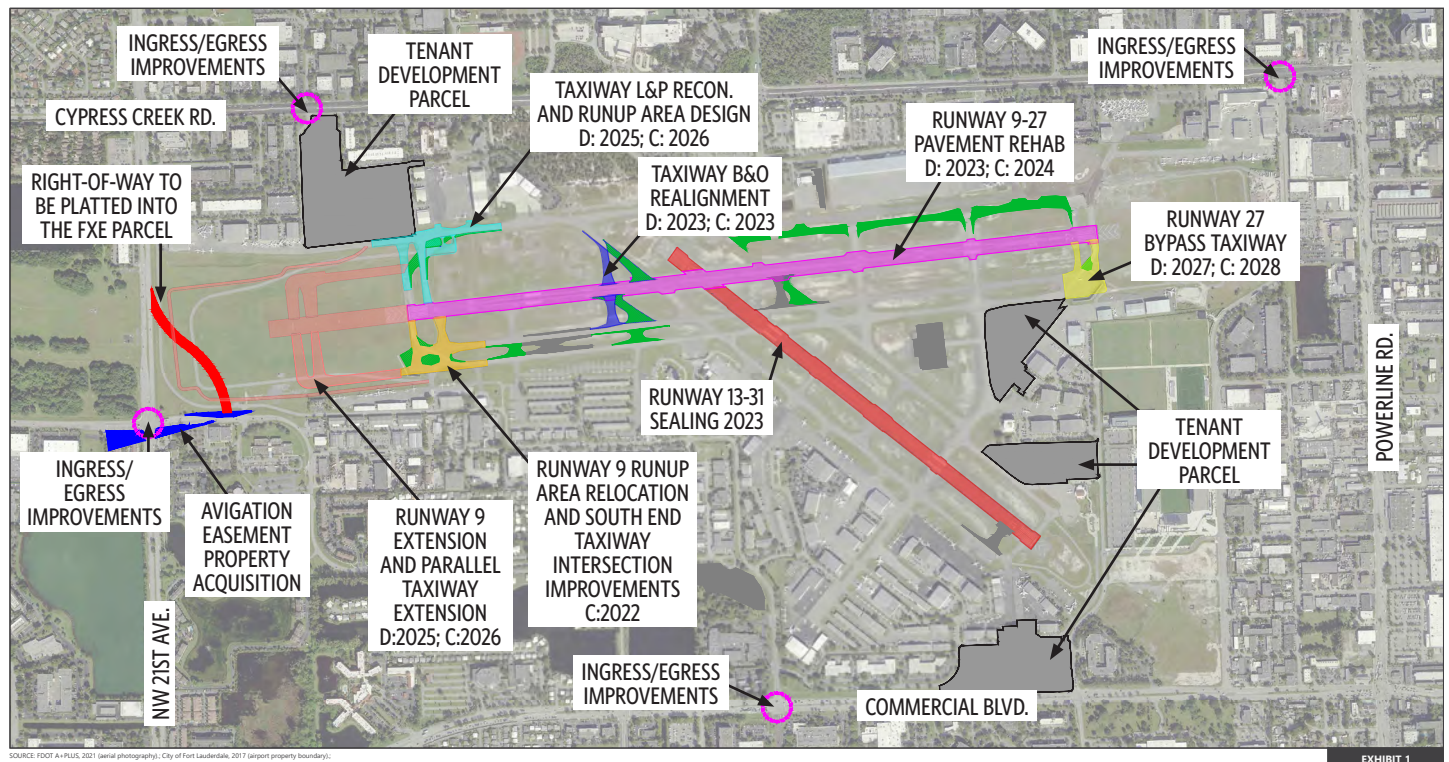 INGRESS/EGRESS
IMPROVEMENTS
TENANT
DEVELOPMENT
PARCEL
INGRESS/EGRESS
IMPROVEMENTS
CYPRESS CREEK RD.
TAXIWAY L&P RECON.
AND RUNUP AREA DESIGN
D: 2025; C: 2026
RUNWAY 9-27
PAVEMENT REHAB
D: 2023; C: 2024
TAXIWAY B&O
REALIGNMENT
D: 2023; C: 2023
RIGHT-OF-WAY TO
BE PLATTED INTO
THE FXE PARCEL
RUNWAY 27
BYPASS TAXIWAY
D: 2027; C: 2028
POWERLINE RD.
RUNWAY 13-31
SEALING 2023
TENANT
DEVELOPMENT
PARCEL
INGRESS/
EGRESS
IMPROVEMENTS
AVIGATION
EASEMENT
PROPERTY
ACQUISITION
RUNWAY 9
EXTENSION
AND PARALLEL
TAXIWAY
EXTENSION
D:2025; C:2026
RUNWAY 9 RUNUP
AREA RELOCATION
AND SOUTH END
TAXIWAY
INTERSECTION
IMPROVEMENTS
C:2022
NW 21ST AVE.
INGRESS/EGRESS
IMPROVEMENTS
COMMERCIAL BLVD.
SOURCE: FDOT A+PLUS, 2021 (aerial photography).; City of Fort Lauderdale, 2017 (airport property boundary).;
EXHIBIT 1